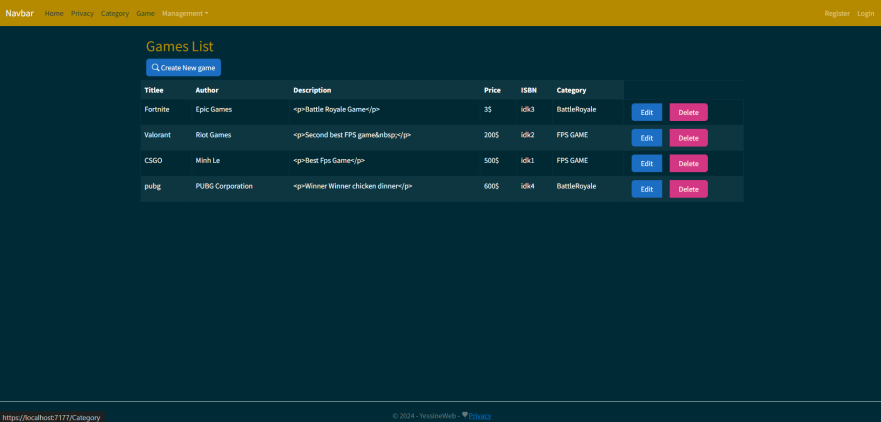 Navbar Home Privacy Category Game Management Register Login
Games List
Create New game
Titlee Author Description Price ISBN Category
Fortnite Epic Games <p>Battle Royale Game</p> 3$ idk3 BattleRoyale Edit Delete
Valorant Riot Games <p>Second best FPS game&nbsp;</p> 200$ idk2 FPS GAME Edit Delete
CSGO Minh Le <p>Best Fps Game</p> 500$ idk1 FPS GAME Edit Delete
pubg PUBG Corporation <p>Winner Winner chicken dinner</p> 600$ idk4 BattleRoyale Edit Delete
© 2024 - YessineWeb - Privacy
https://localhost:7177/Category